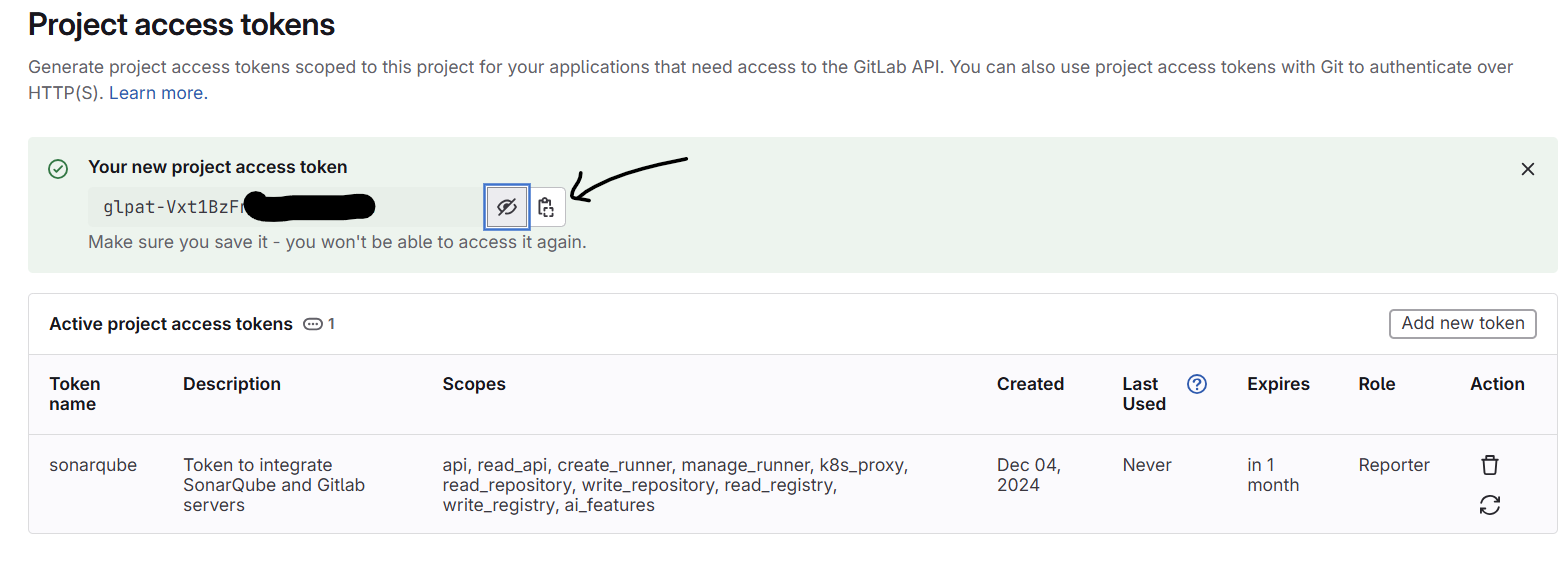 Project access tokens
Generate project access tokens scoped to this project for your applications that need access to the GitLab API. You can also use project access tokens with Git to authenticate over
HTTP(S). Learn more.
Your new project access token
glpat-Vxt1BzF
Make sure you save it - you won't be able to access it again.
Active project access tokens 1
Add new token
Token name
Description
Scopes
Created
Last Used
Expires
Role
Action
sonarqube
Token to integrate
SonarQube and Gitlab
servers
api, read_api, create_runner, manage_runner, k8s_proxy,
read_repository, write_repository, read_registry,
write_registry, ai_features
Dec 04,
2024
Never
in 1
month
Reporter